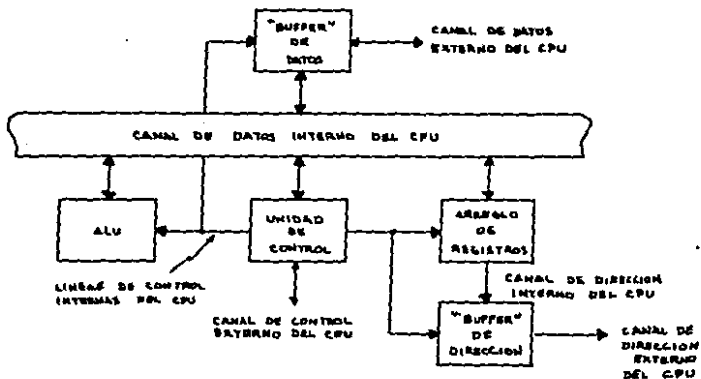 "BUFFER"
DE
DATOS
CANAL DE DATOS
EXTERNO DEL CPU
CANAL DE DATOS INTERNO DEL CPU
ALU
UNIDAD
DE
CONTROL
ARREGLO
DE
REGISTROS
LINEAS DE CONTROL
INTERNAS DEL CPU
CANAL DE CONTROL
EXTERNO DEL CPU
CANAL DE DIRECCION
INTERNO DEL CPU
"BUFFER"
DE
DIRECCION
CANAL DE
DIRECCION
EXTERNO
DEL CPU